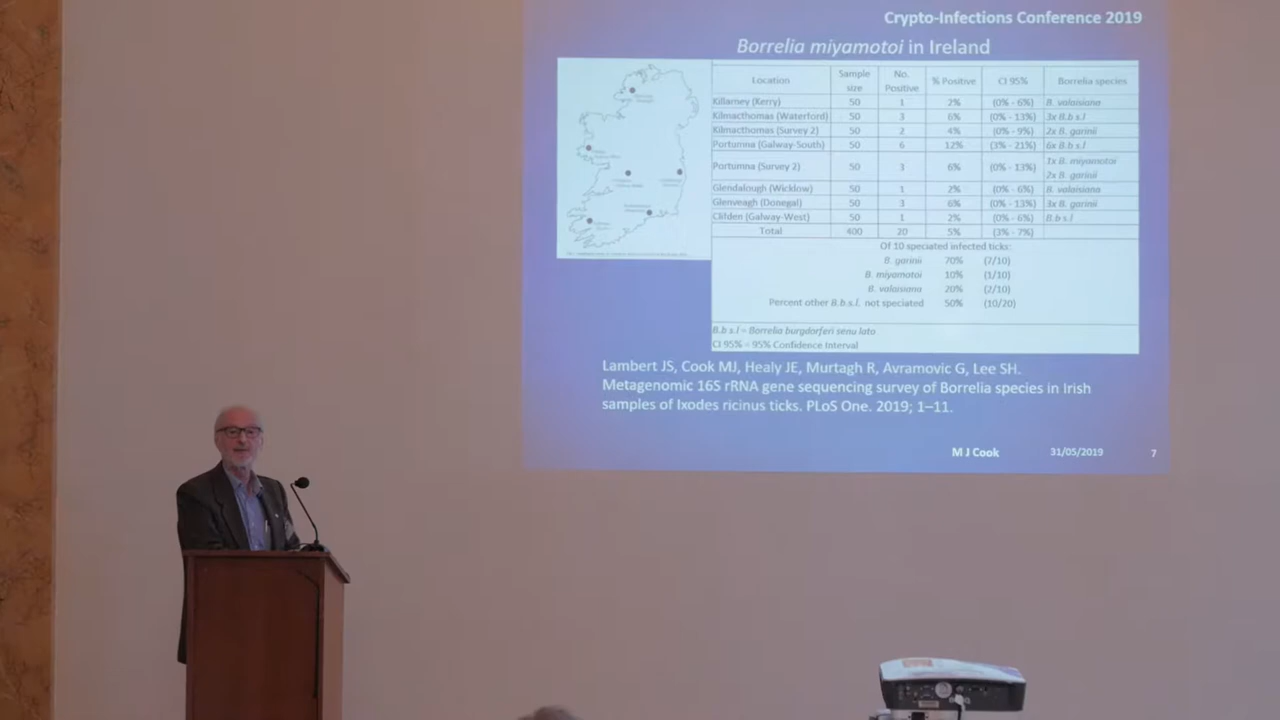 Crypto-Infections Conference 2019
Borrelia miyamotoi in Ireland
Location Sample size No. Positive % Positive CI 95% Borrelia species
Killarney (Kerry) 50 1 2% (0% - 6%) B. valaisiana
Kilmacthomas (Waterford) 50 3 6% (0% - 13%) 3x B.b s.l
Kilmacthomas (Survey 2) 50 2 4% (0% - 9%) 2x B. garinii
Portumna (Galway-South) 50 6 12% (3% - 21%) 6x B.b s.l
Portumna (Survey 2) 50 3 6% (0% - 13%) 1x B. miyamotoi
2x B. garinii
Glendalough (Wicklow) 50 1 2% (0% - 6%) B. valaisiana
Glenveagh (Donegal) 50 3 6% (0% - 13%) 3x B. garinii
Clifden (Galway-West) 50 1 2% (0% - 6%) B.b s.l
Total 400 20 5% (3% - 7%)
Of 10 speciated infected ticks:
B. garinii 70% (7/10)
B. miyamotoi 10% (1/10)
B. valaisiana 20% (2/10)
Percent other B.b.s.l. not speciated 50% (10/20)
B.b s.l = Borrelia burgdorferi senu lato
CI 95% = 95% Confidence Interval
Lambert JS, Cook MJ, Healy JE, Murtagh R, Avramovic G, Lee SH.
Metagenomic 16S rRNA gene sequencing survey of Borrelia species in Irish
samples of Ixodes ricinus ticks. PLoS One. 2019; 1–11.
M J Cook 31/05/2019 7